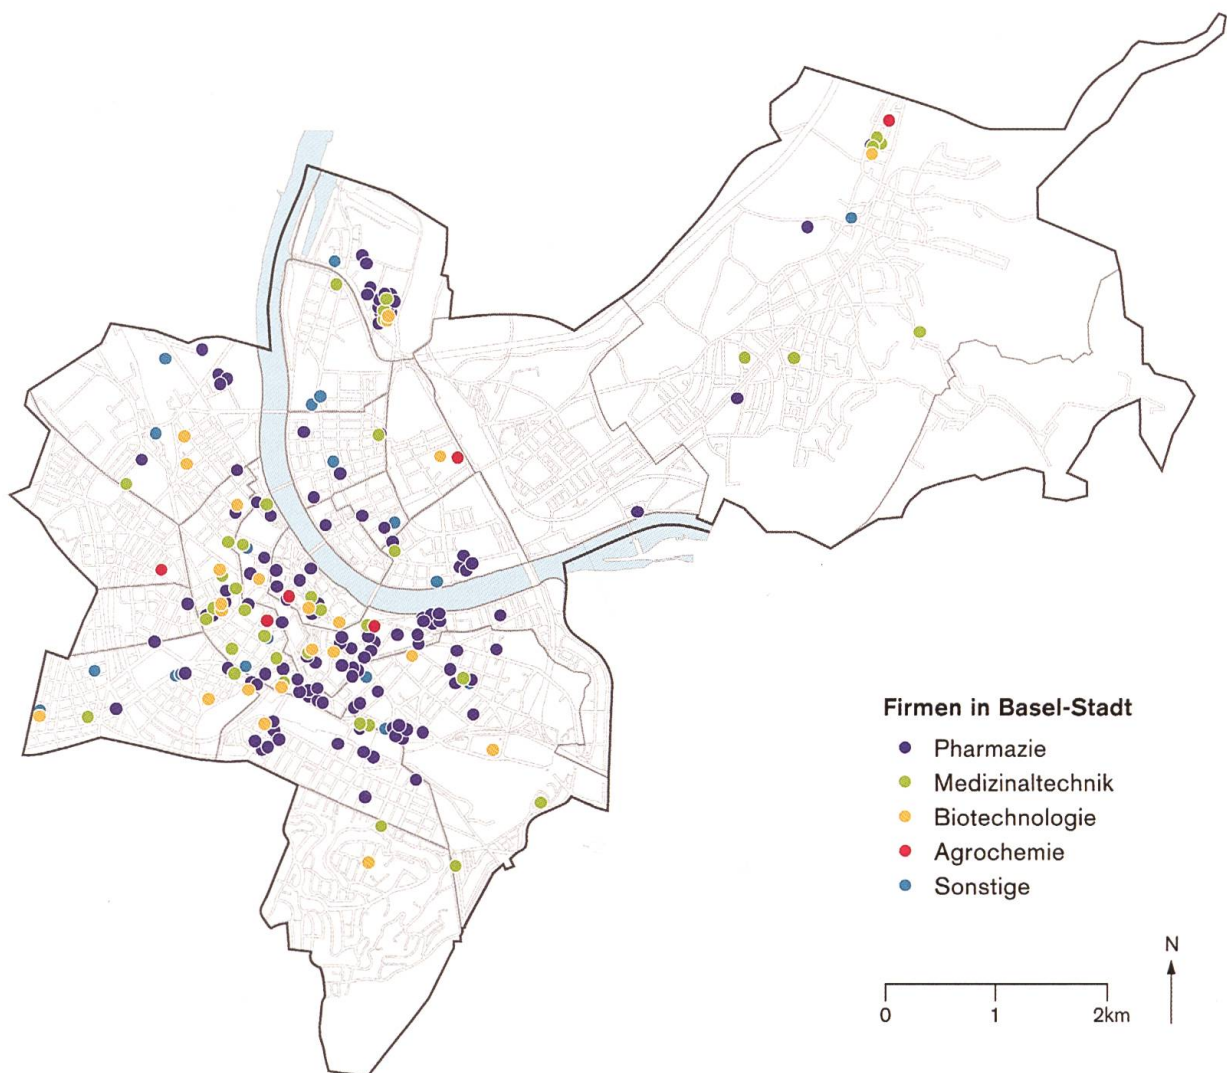 Firmen in Basel-Stadt
Pharmazie
Medizinaltechnik
Biotechnologie
Agrochemie
Sonstige
N
0 1 2km